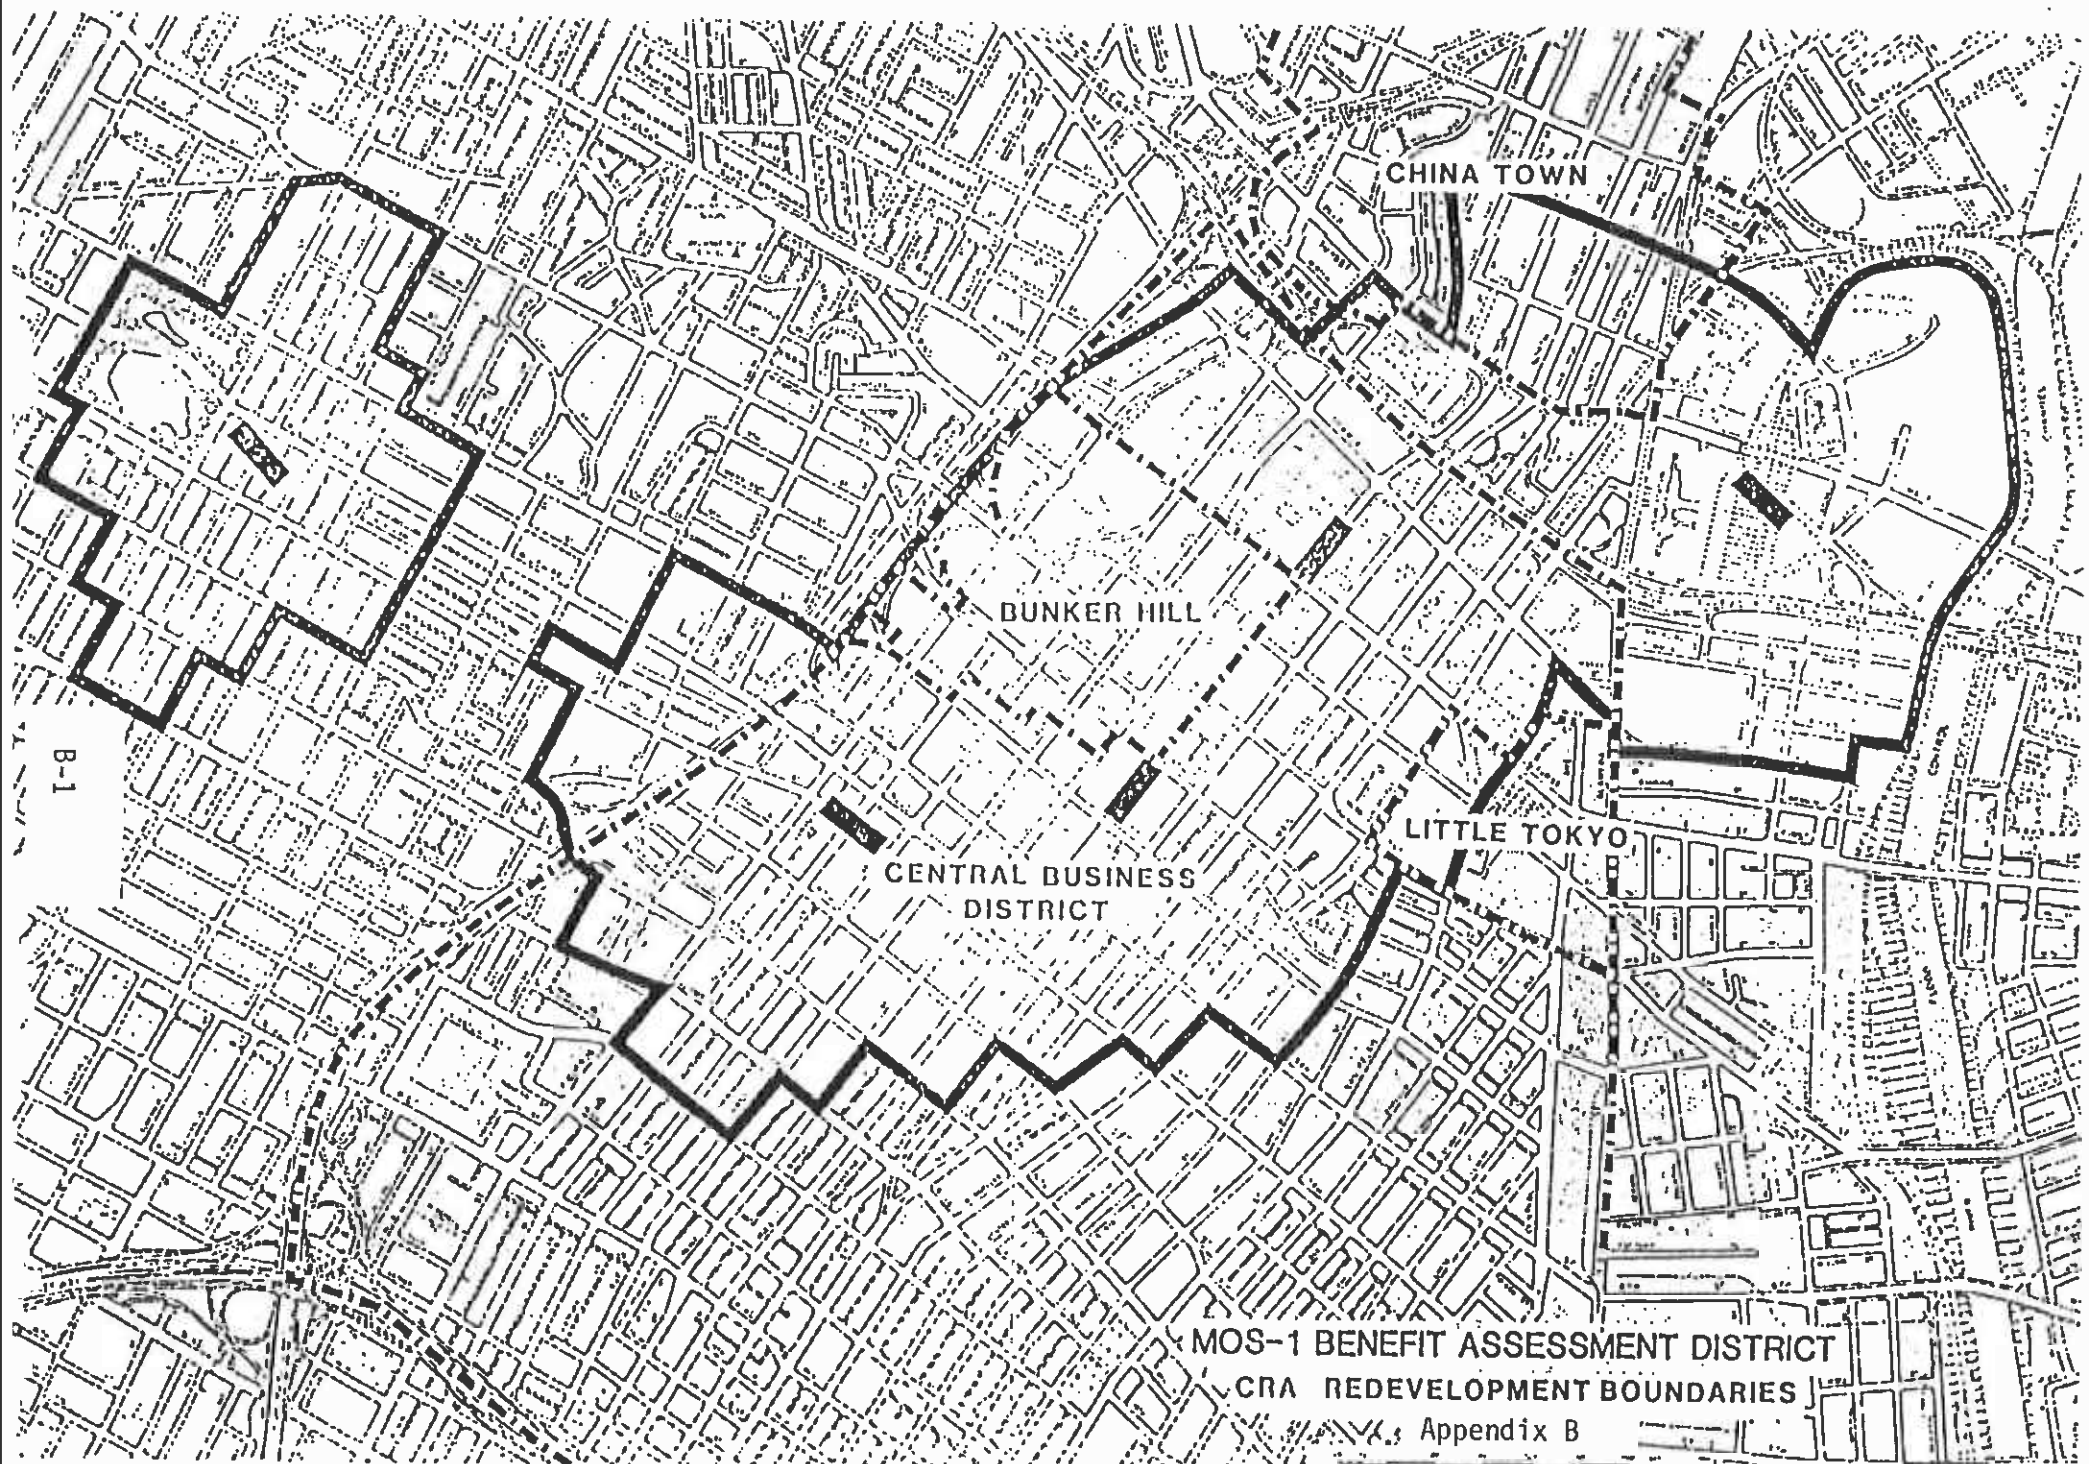 CHINA TOWN
BUNKER HILL
LITTLE TOKYO
CENTRAL BUSINESS
DISTRICT
B-1
MOS-1 BENEFIT ASSESSMENT DISTRICT
CRA REDEVELOPMENT BOUNDARIES
Appendix B